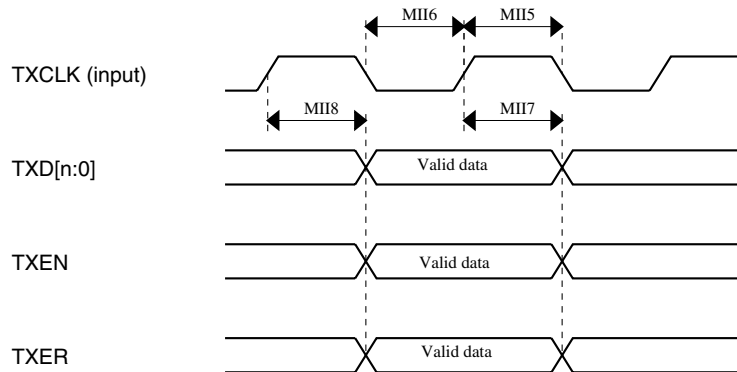 MII6 MII5
TXCLK (input)
MII8 MII7
TXD[n:0] Valid data
TXEN Valid data
TXER Valid data